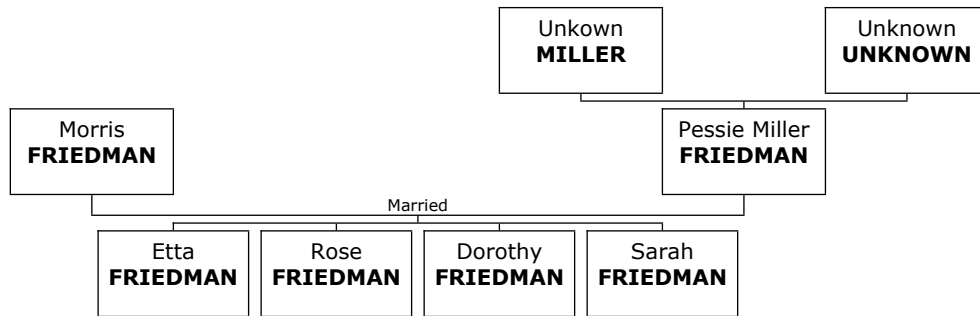 Unkown
MILLER
Unknown
UNKNOWN
Morris
FRIEDMAN
Pessie Miller
FRIEDMAN
Married
Etta
FRIEDMAN
Rose
FRIEDMAN
Dorothy
FRIEDMAN
Sarah
FRIEDMAN